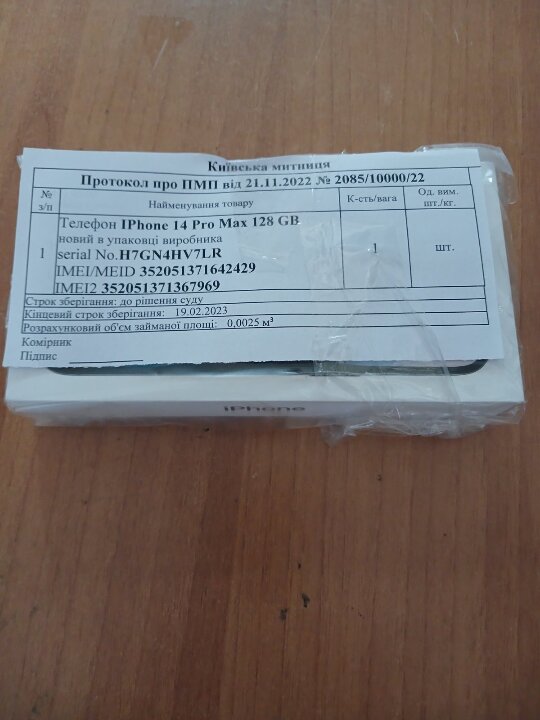 Київська митниця
Протокол про ПМП від 21.11.2022 № 2085/10000/22
№ з/п Найменування товару К-сть/вага Од. вим. шт./кг.
1 Телефон IPhone 14 Pro Max 128 GB 1 шт.
новий в упаковці виробника
serial No.H7GN4HV7LR
IMEI/MEID 352051371642429
IMEI2 352051371367969
Строк зберігання: до рішення суду
Кінцевий строк зберігання: 19.02.2023
Розрахунковий об'єм займаної площі: 0,0025 м³
Комірник
Підпис
iPhone